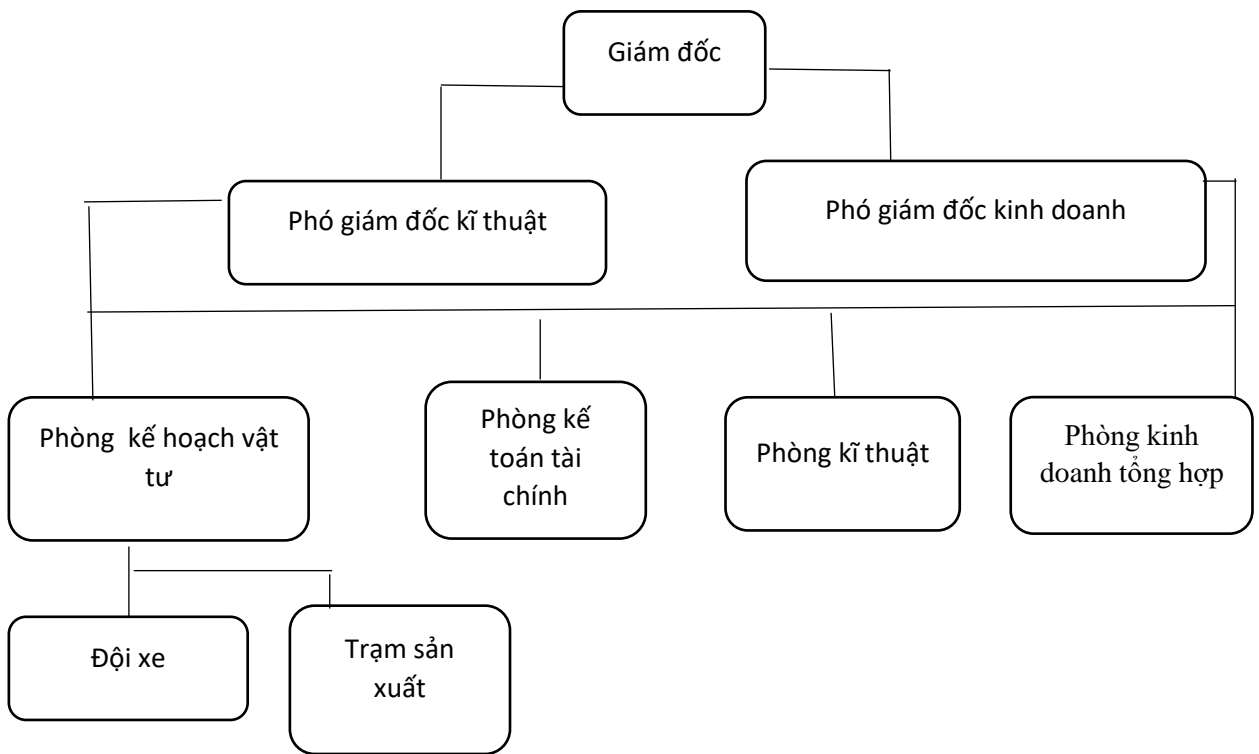 Giám đốc
Phó giám đốc kĩ thuật
Phó giám đốc kinh doanh
Phòng kế hoạch vật
tư
Phòng kế
toán tài
chính
Phòng kĩ thuật
Phòng kinh
doanh tổng hợp
Đội xe
Trạm sản
xuất